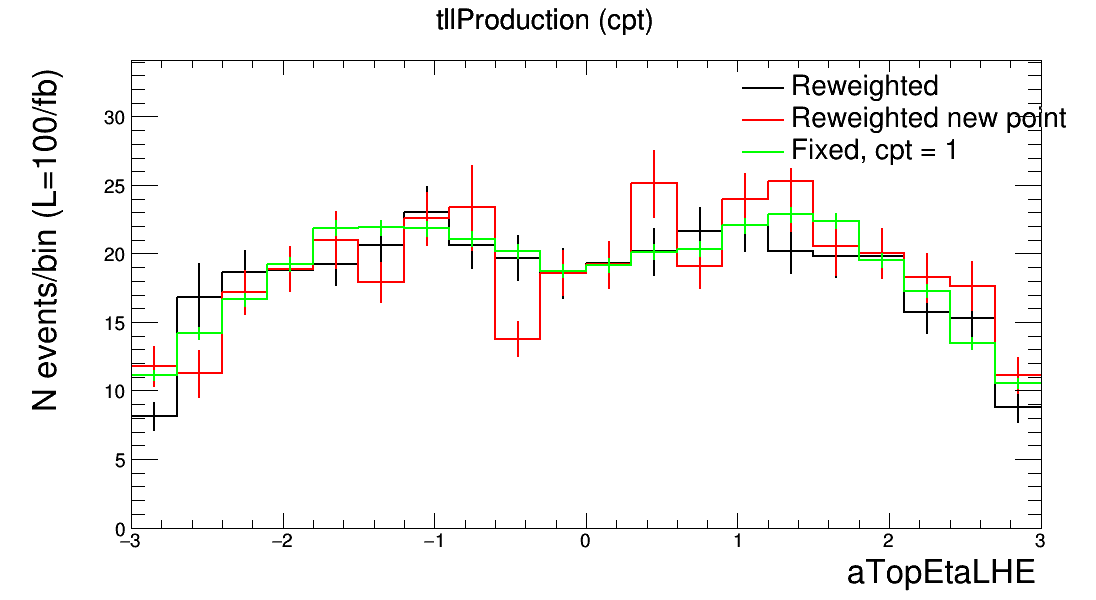 tllProduction (cpt)
N events/bin (L=100/fb)
Reweighted
Reweighted new point
Fixed, cpt = 1
30
25
20
15
10
5
0
−3
−2
−1
0
1
2
3
aTopEtaLHE